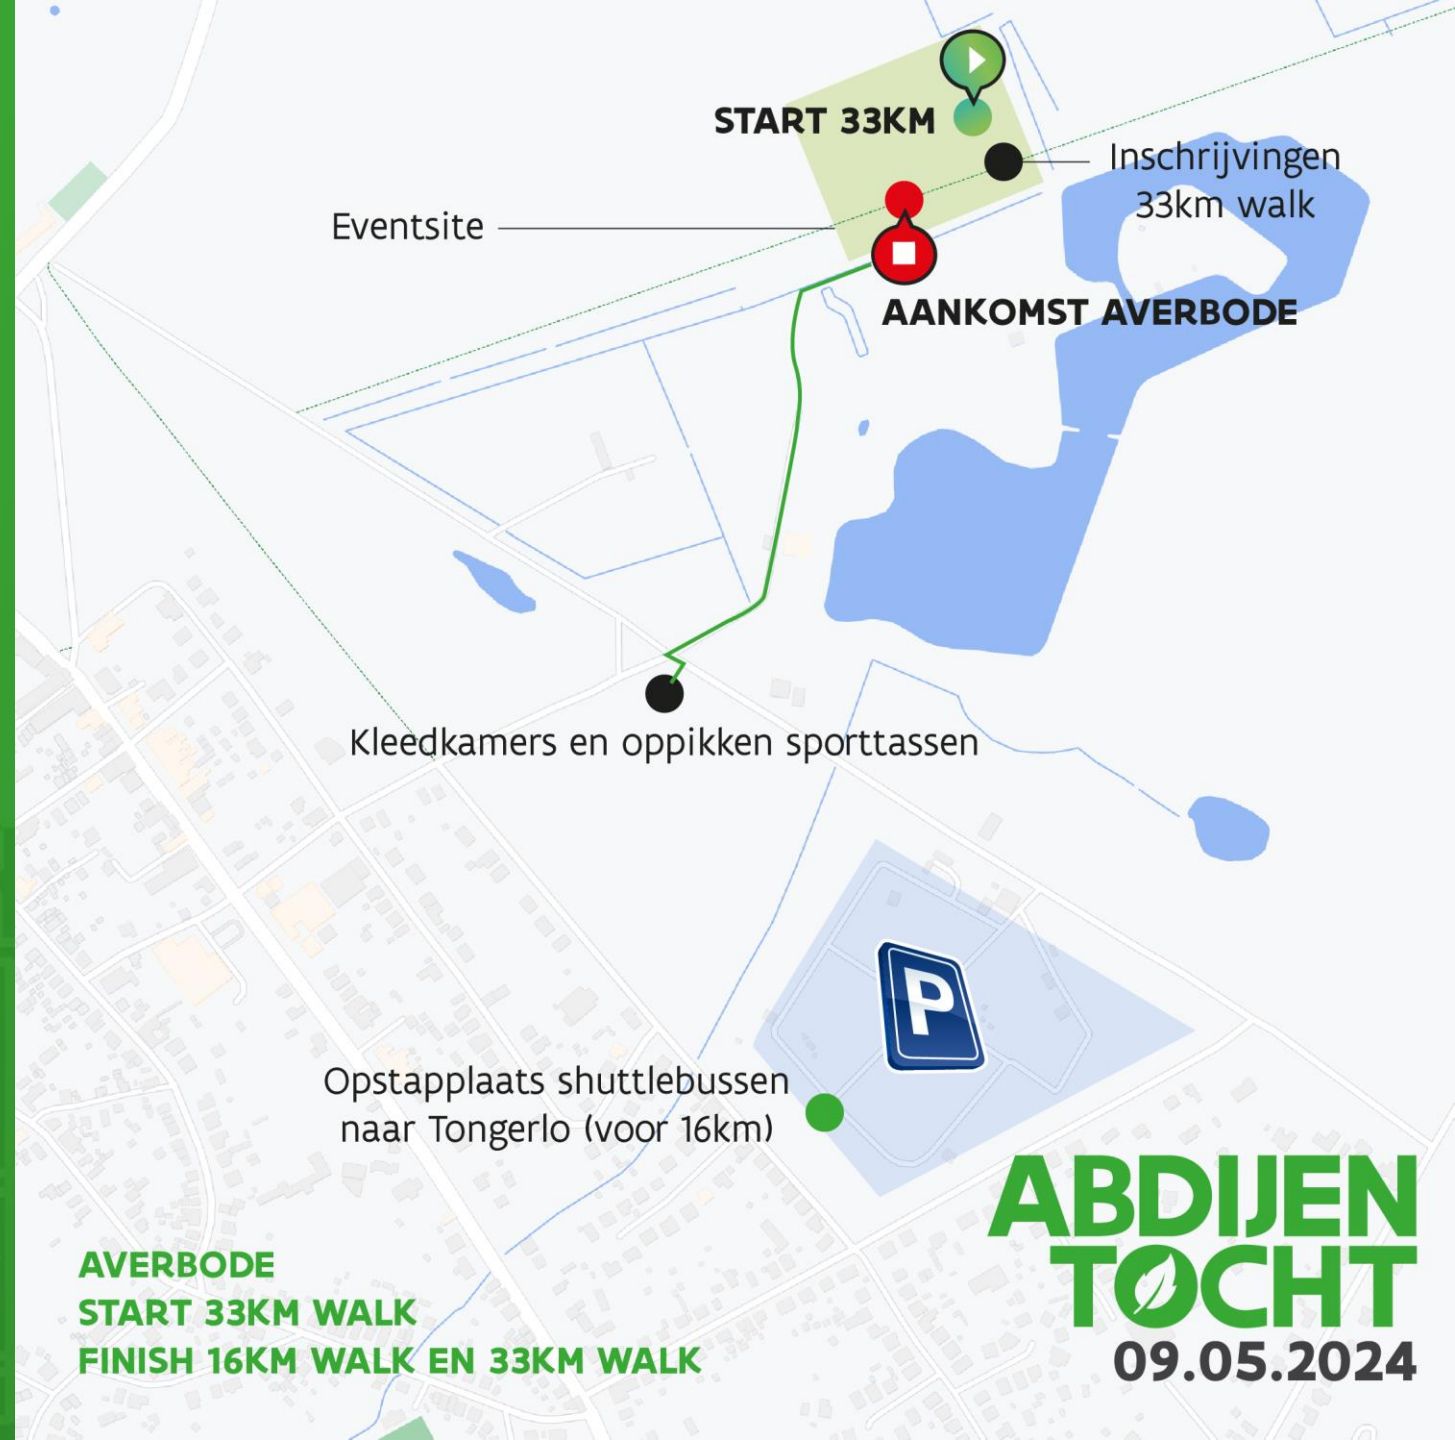 START 33KM
Inschrijvingen
33km walk
Eventsite
AANKOMST AVERBODE
Kleedkamers en oppikken sporttassen
P
Opstapplaats shuttlebussen
naar Tongerlo (voor 16km)
AVERBODE
START 33KM WALK
FINISH 16KM WALK EN 33KM WALK
ABDIJEN
TOCHT
09.05.2024